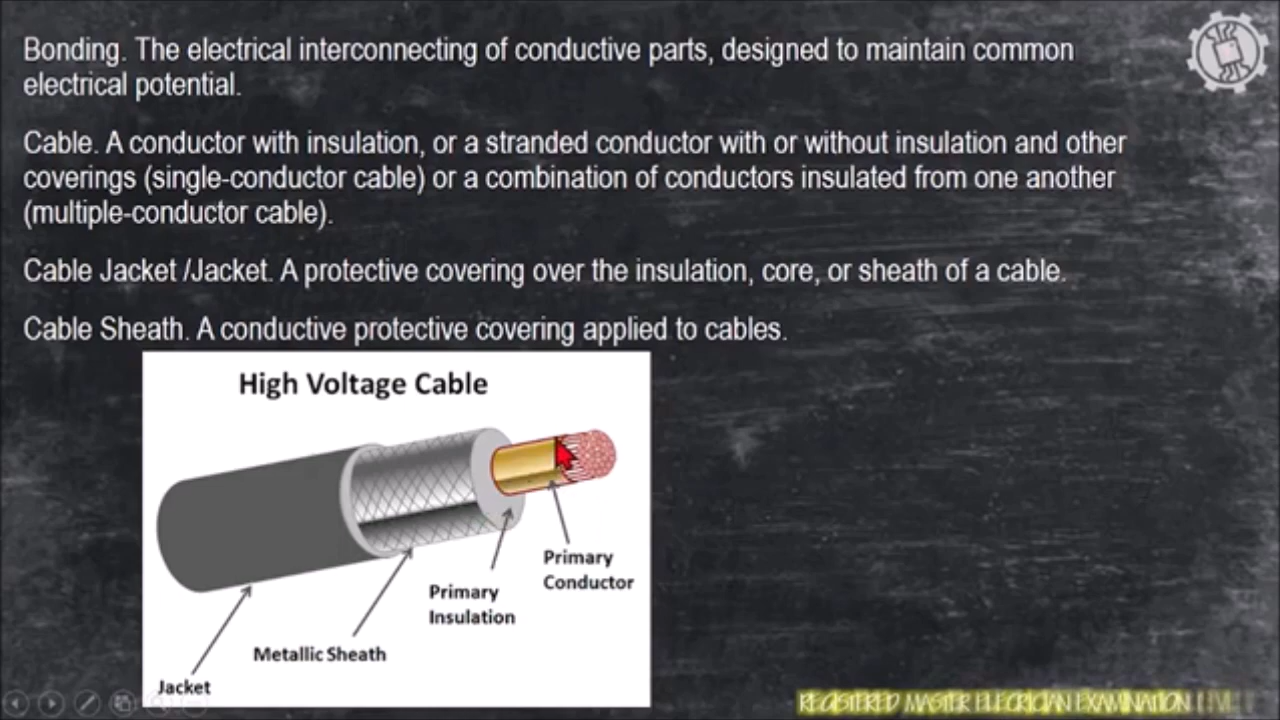 Bonding. The electrical interconnecting of conductive parts, designed to maintain common
electrical potential.
Cable. A conductor with insulation, or a stranded conductor with or without insulation and other
coverings (single-conductor cable) or a combination of conductors insulated from one another
(multiple-conductor cable).
Cable Jacket /Jacket. A protective covering over the insulation, core, or sheath of a cable.
Cable Sheath. A conductive protective covering applied to cables.
High Voltage Cable
Primary
Conductor
Primary
Insulation
Metallic Sheath
Jacket
REGISTERED MASTER ELECRICIAN EXAMINATION